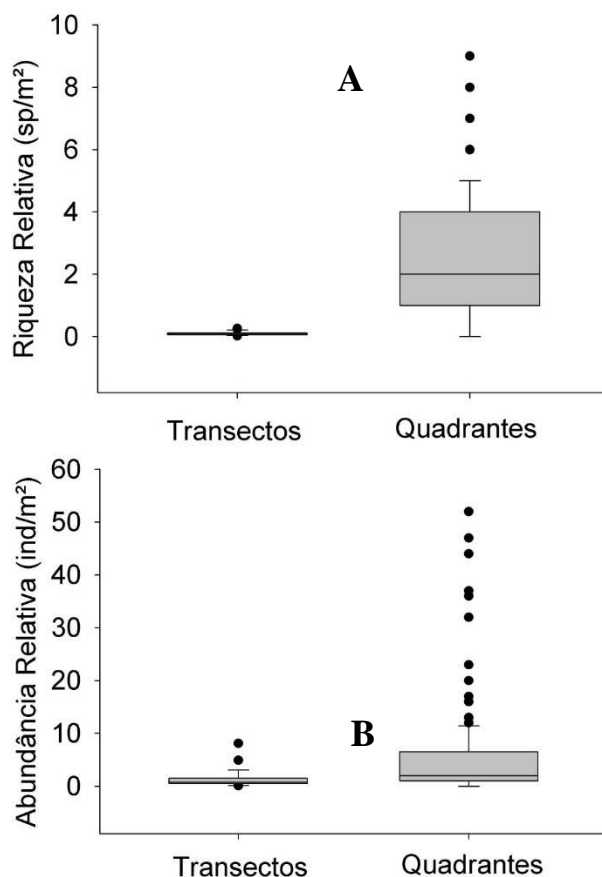 A
Riqueza Relativa (sp/m²)
10
8
6
4
2
0
Transectos
Quadrantes
B
Abundância Relativa (ind/m²)
60
50
40
30
20
10
0
Transectos
Quadrantes